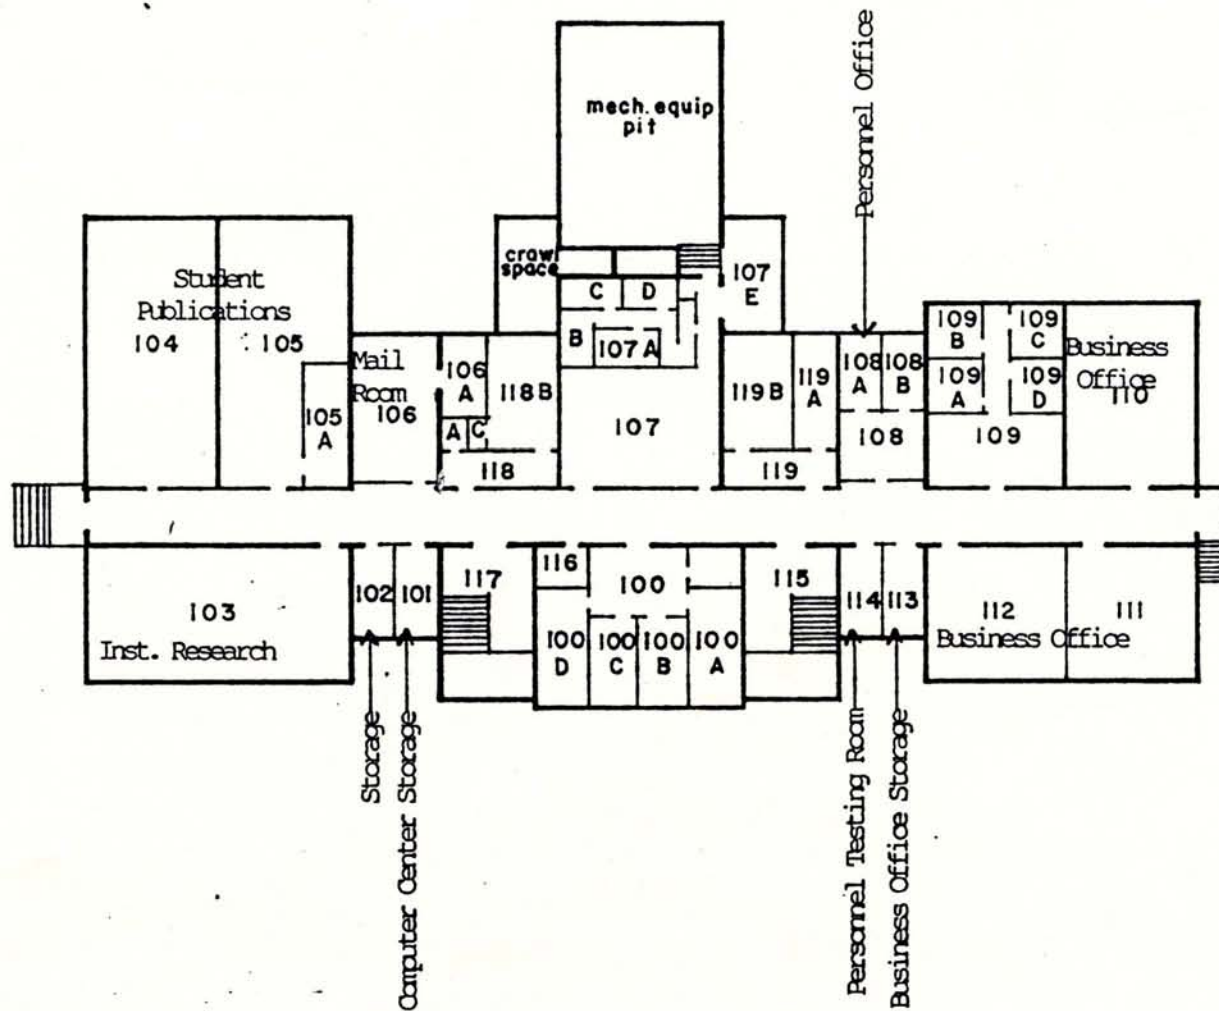 Personnel Office
mech. equip
pit
crawl
space
107
E
C D
B
107 A
Student
Publications
104 105
105
A
Mail
Room
106
106
A
118B
A C
118
107
119B
119
A
119
108
A
108
B
108
109
B
109
C
109
A
109
D
109
Business
Office
110
103
Inst. Research
102
101
117
116
100
100
D
100
C
100
B
100
A
115
114
113
112
111
Business Office
Storage
Computer Center Storage
Personnel Testing Room
Business Office Storage